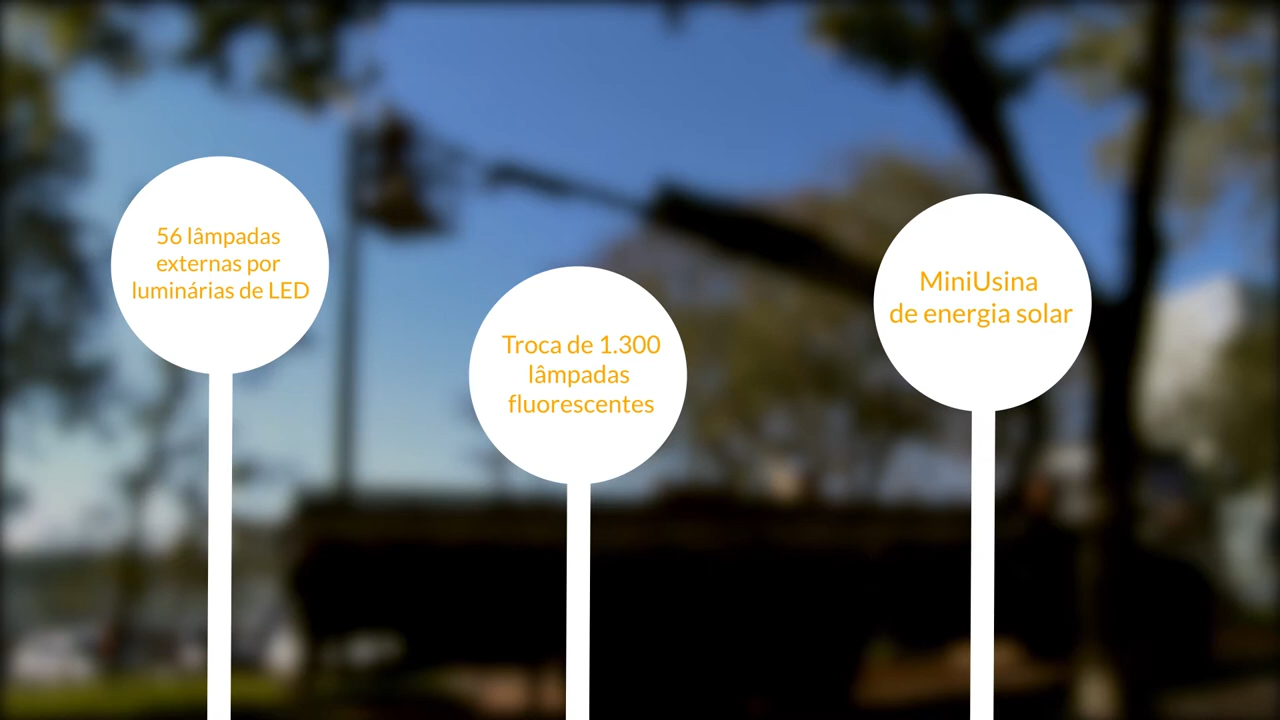 56 lâmpadas
externas por
luminárias de LED
Troca de 1.300
lâmpadas
fluorescentes
MiniUsina
de energia solar